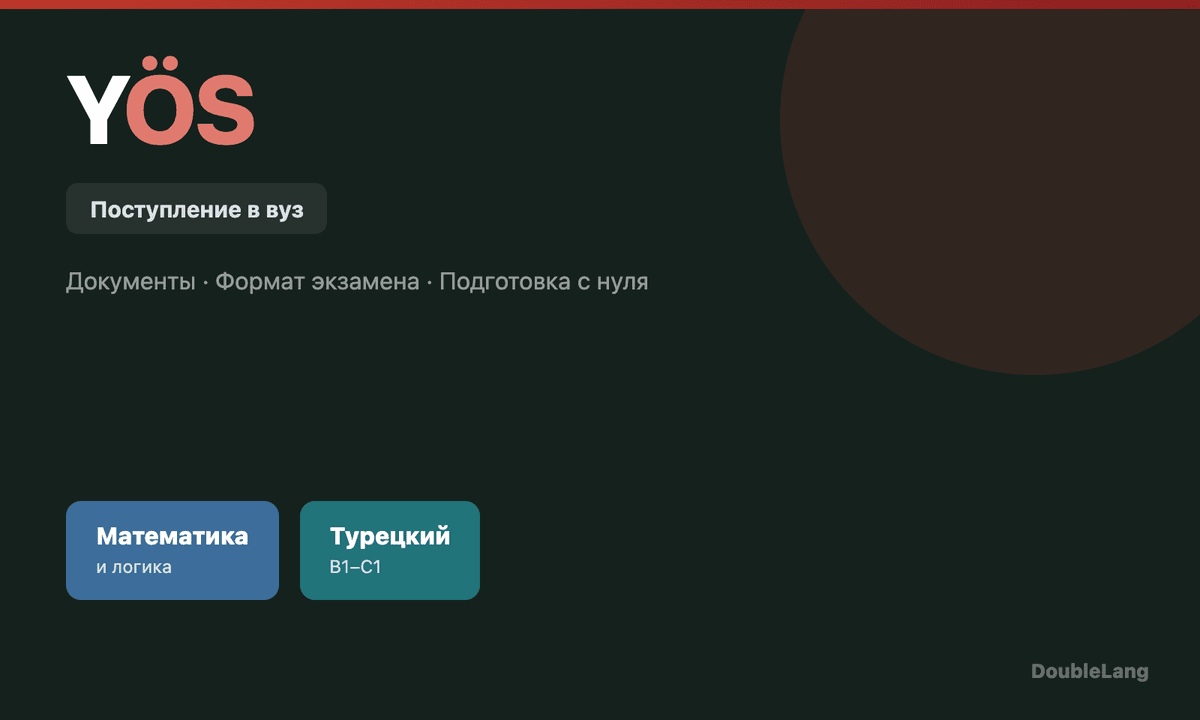 YÖS
Поступление в вуз
Документы · Формат экзамена · Подготовка с нуля
Математика
и логика
Турецкий
B1–C1
DoubleLang